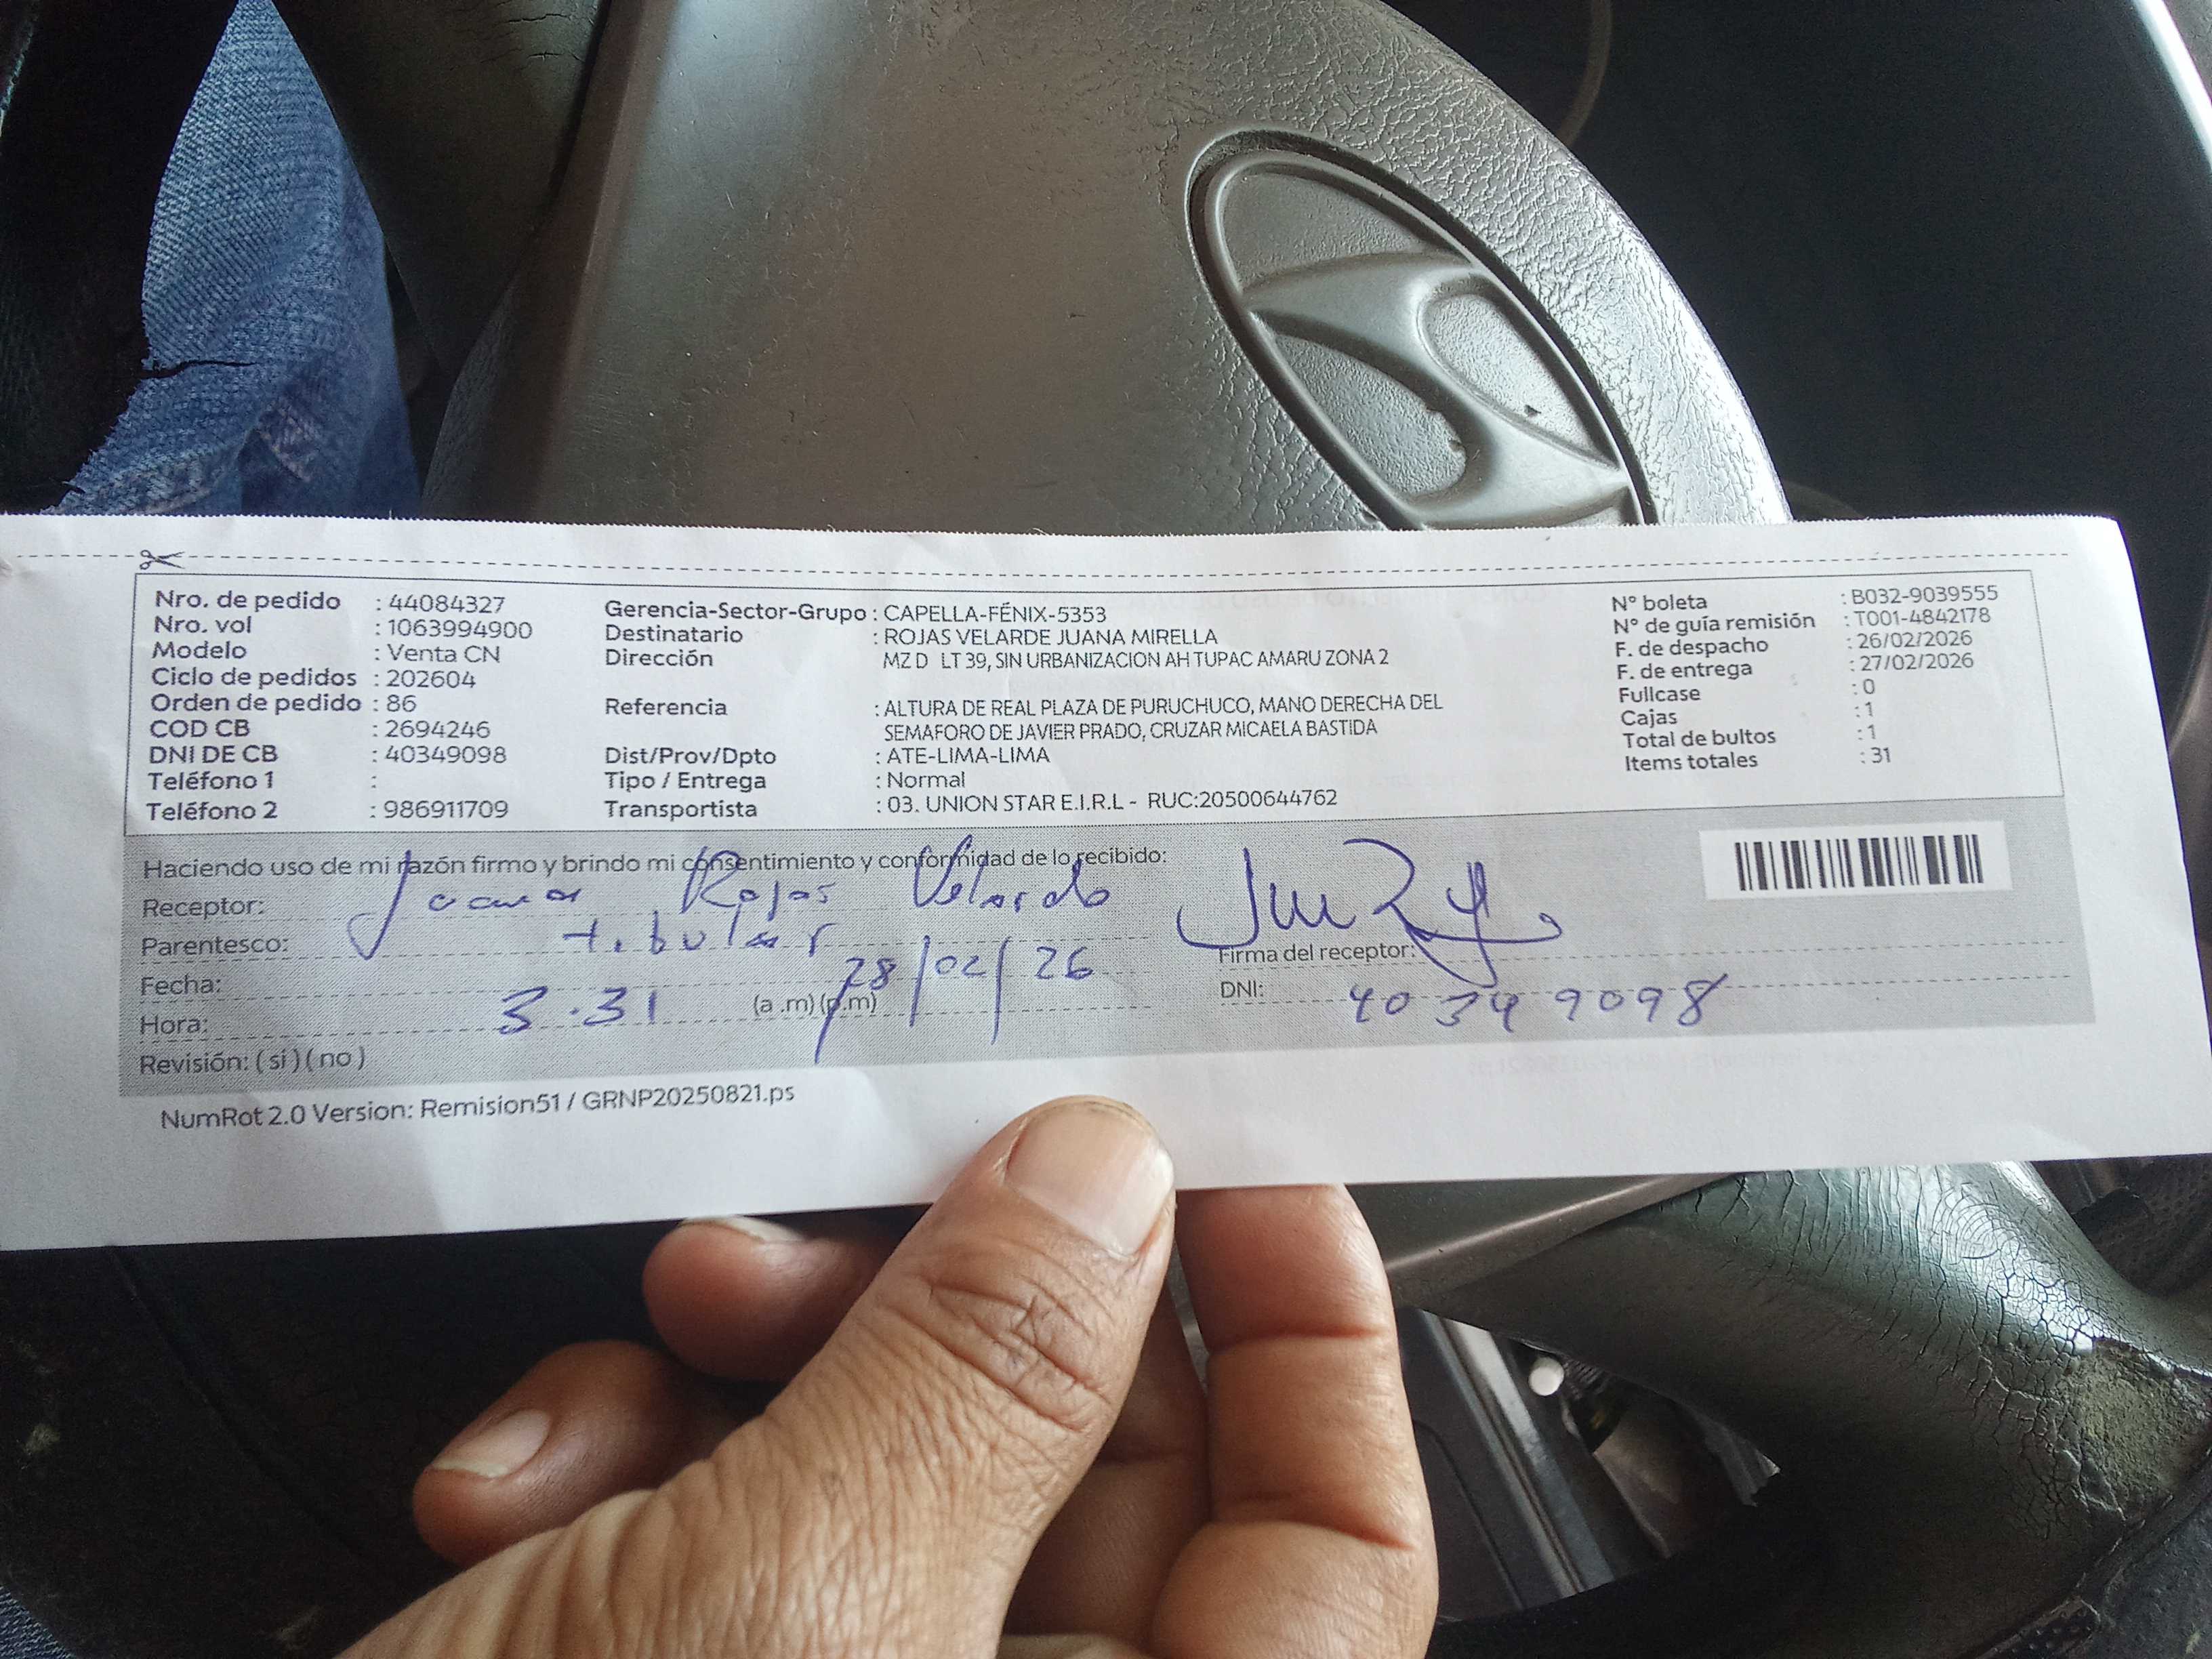 Nro. de pedido : 44084327
Nro. vol : 1063994900
Modelo : Venta CN
Ciclo de pedidos : 202604
Orden de pedido : 86
COD CB : 2694246
DNI DE CB : 40349098
Teléfono 1 :
Teléfono 2 : 986911709
Gerencia-Sector-Grupo : CAPELLA-FÉNIX-5353
Destinatario : ROJAS VELARDE JUANA MIRELLA
Dirección MZ D LT 39, SIN URBANIZACION AH TUPAC AMARU ZONA 2
Referencia : ALTURA DE REAL PLAZA DE PURUCHUCO, MANO DERECHA DEL
SEMAFORO DE JAVIER PRADO, CRUZAR MICAELA BASTIDA
Dist/Prov/Dpto : ATE-LIMA-LIMA
Tipo / Entrega : Normal
Transportista : 03. UNION STAR E.I.R.L - RUC:20500644762
N° boleta : B032-9039555
N° de guía remisión : T001-4842178
F. de despacho : 26/02/2026
F. de entrega : 27/02/2026
Fullcase : 0
Cajas : 1
Total de bultos : 1
Items totales : 31
Haciendo uso de mi razón firmo y brindo mi consentimiento y conformidad de lo recibido:
Receptor: Juana Rojas Velarde
Parentesco: titular
Fecha: 28/02/26
Hora: 3.31 (a .m) (p.m)
Revisión: ( si ) ( no )
Firma del receptor:
DNI: 40349098
NumRot 2.0 Version: Remision51 / GRNP20250821.ps